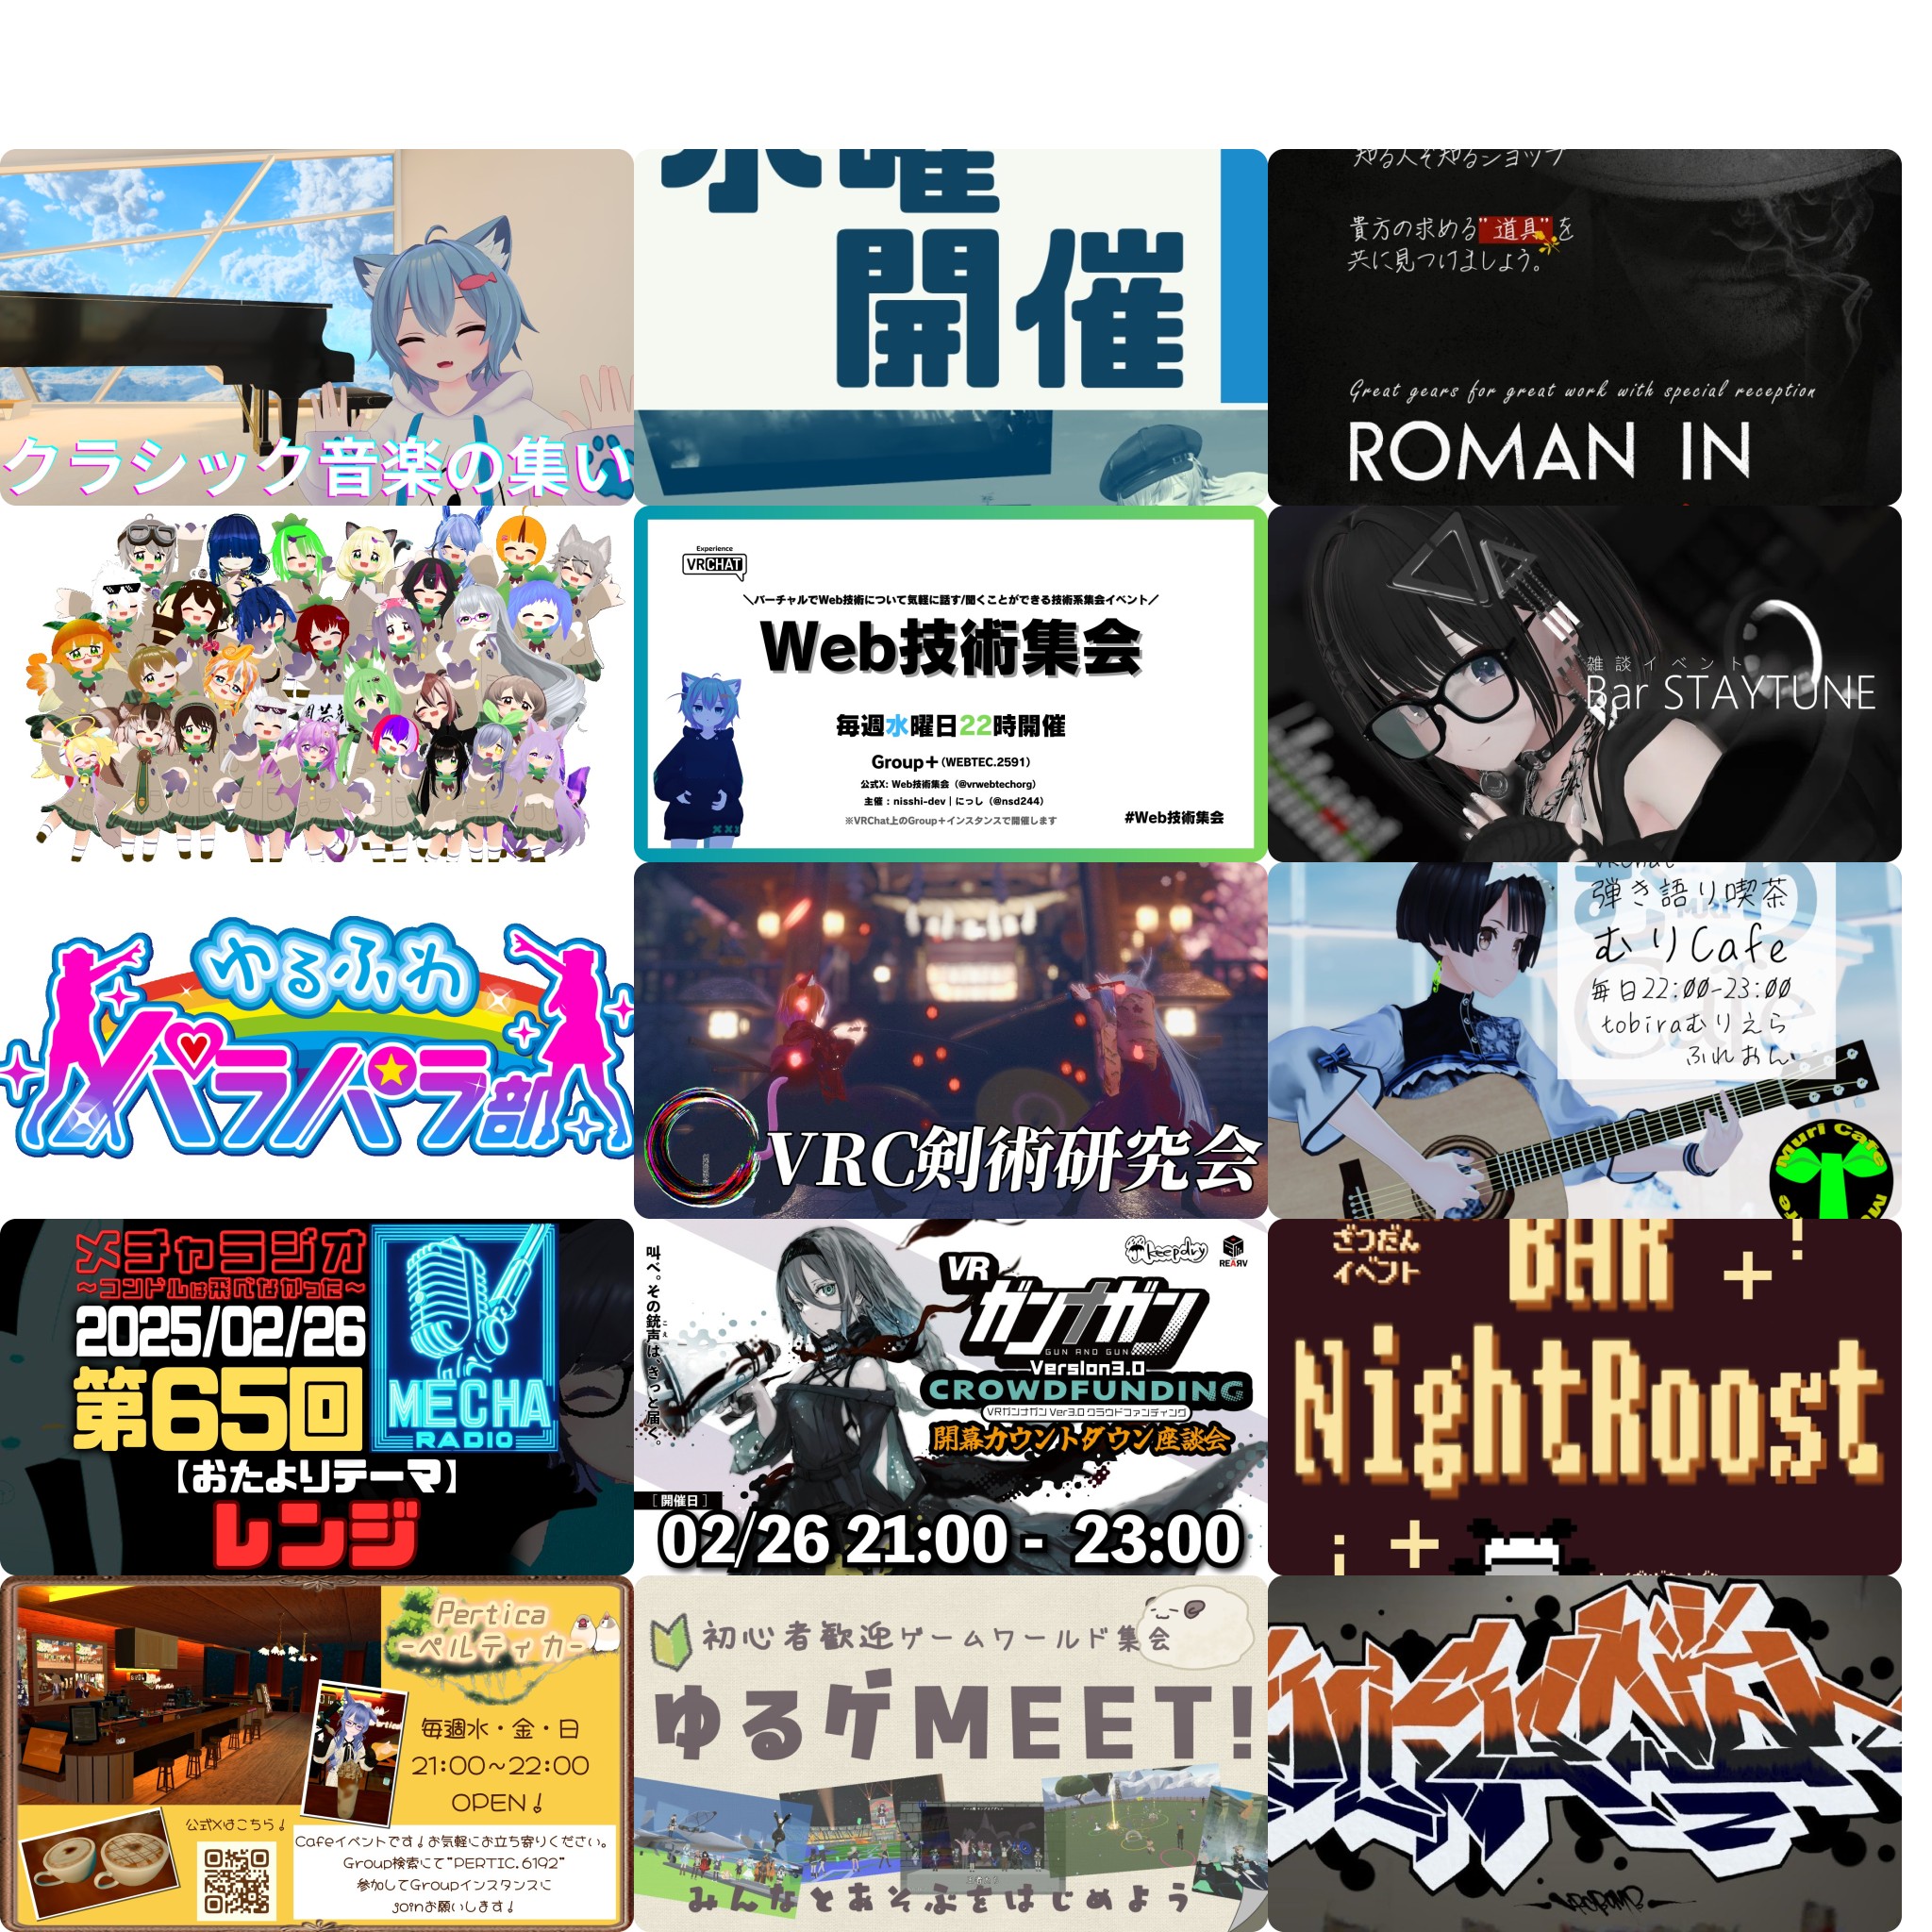 クラシック音楽の集い
水曜
開催
知る人ぞ知るショップ
貴方の求める"道具"を
共に見つけましょう。
Great gears for great work with special reception
ROMAN IN
Experience
VRCHAT
＼バーチャルでWeb技術について気軽に話す/聞くことができる技術系集会イベント／
Web技術集会
毎週水曜日22時開催
Group＋(WEBTEC.2591)
公式X: Web技術集会（@vrwebtechorg）
主催 : nisshi-dev｜にっし（@nsd244）
※VRChat上のGroup＋インスタンスで開催します
#Web技術集会
雑談イベント
Bar STAYTUNE
ゆるふわ
パラパラ部
VRC剣術研究会
VRChat
弾き語り喫茶
むりCafe
毎日22:00-23:00
tobiraむりえら
ふれおん
Muri Cafe
メチャラジオ
～コンドルは飛べなかった～
2025/02/26
第65回
【おたよりテーマ】
レンジ
MECHA
RADIO
叫べ。その銃声は、きっと届く。
こえ
keepdry
REARV
VR
ガンナガン
GUN AND GUN
Version3.0
CROWDFUNDING
VRガンナガン Ver3.0 クラウドファンディング
開幕カウントダウン座談会
［開催日］
02/26 21:00 - 23:00
ざつだん
イベント
BAR
NightRoost
Pertica
-ペルティカ-
毎週水・金・日
21:00～22:00
OPEN！
公式Xはこちら！
Cafeイベントです！お気軽にお立ち寄りください。
Group検索にて"PERTIC.6192"
参加してGroupインスタンスに
joinお願いします！
初心者歓迎ゲームワールド集会
ゆるゲMEET!
みんなとあそぶをはじめよう